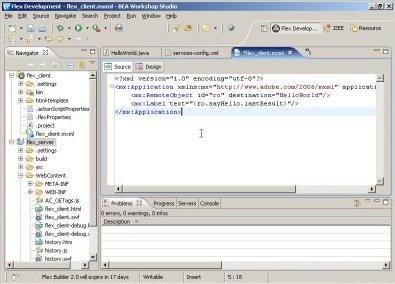 Flex Development - flex_client.mxml - BEA Workshop Studio
File Edit Source Navigate Search Project Run Window Help
Flex Develop... J2EE Resource
Navigator
HelloWorld.java services-config.xml *flex_client.mxml
Source Design
flex_client
.settings
bin
html-template
.actionScriptProperties
.flexProperties
.project
flex_client.mxml
flex_server
.settings
build
src
WebContent
META-INF
WEB-INF
AC_OETags.js
flex_client.html
flex_client.swf
flex_client-debug.
flex_client-debug.
history.htm
history.js
history.swf
<?xml version="1.0" encoding="utf-8"?>
<mx:Application xmlns:mx="http://www.adobe.com/2006/mxml" application
<mx:RemoteObject id="ro" destination="HelloWorld"/>
<mx:Label text="{ro.sayHello.lastResult}"/>
</mx:Application>
Problems Progress Servers Console
0 errors, 0 warnings, 0 infos
Description
Flex Builder 2.0 will expire in 17 days Writable Insert 5 : 18